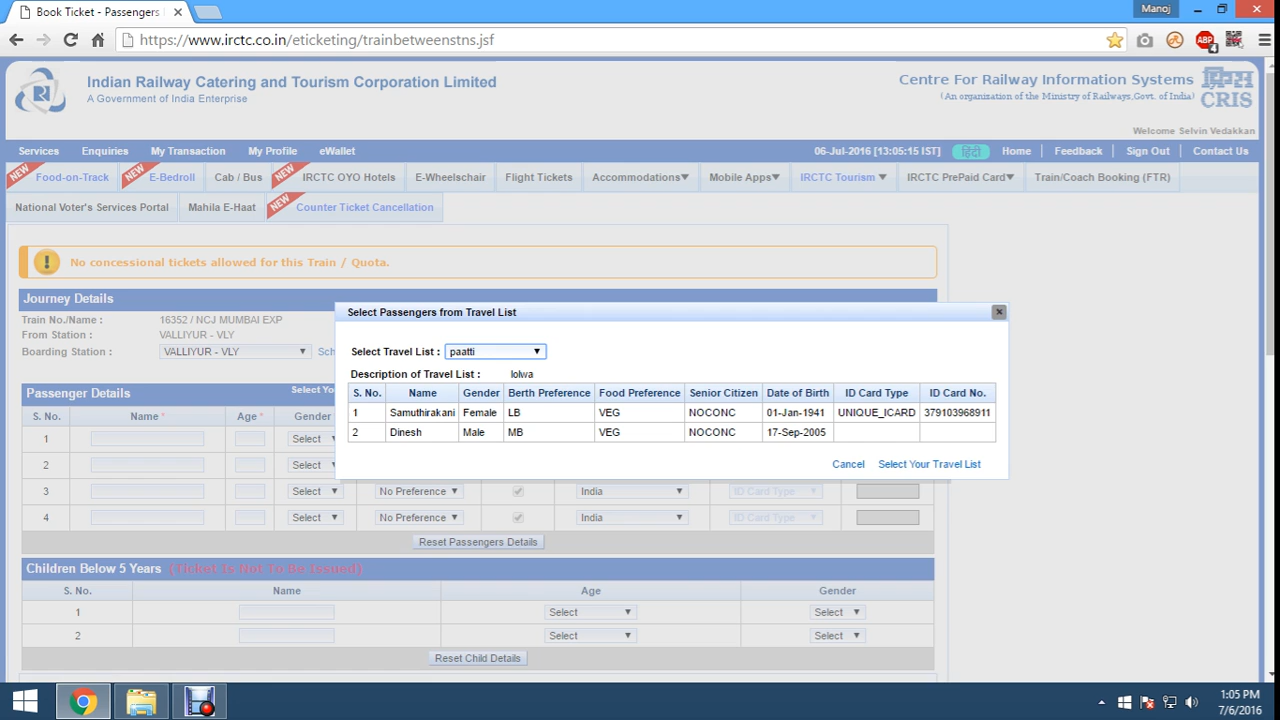 Book Ticket - Passengers
Manoj
https://www.irctc.co.in/eticketing/trainbetweenstns.jsf
ABP
4
Indian Railway Catering and Tourism Corporation Limited
A Government of India Enterprise
Centre For Railway Information Systems
(An organization of the Ministry of Railways,Govt. of India)
CRIS
Welcome Selvin Vedakkan
Services Enquiries My Transaction My Profile eWallet 06-Jul-2016 [13:05:15 IST] हिंदी Home Feedback Sign Out Contact Us
NEW Food-on-Track NEW E-Bedroll Cab / Bus NEW IRCTC OYO Hotels E-Wheelschair Flight Tickets Accommodations Mobile Apps IRCTC Tourism IRCTC PrePaid Card Train/Coach Booking (FTR)
National Voter's Services Portal Mahila E-Haat NEW Counter Ticket Cancellation
No concessional tickets allowed for this Train / Quota.
Journey Details
Train No./Name : 16352 / NCJ MUMBAI EXP
From Station : VALLIYUR - VLY
Boarding Station : VALLIYUR - VLY Sch
Select Passengers from Travel List
Select Travel List : paatti
Description of Travel List : lolwa
S. No. Name Gender Berth Preference Food Preference Senior Citizen Date of Birth ID Card Type ID Card No.
1 Samuthirakani Female LB VEG NOCONC 01-Jan-1941 UNIQUE_ICARD 379103968911
2 Dinesh Male MB VEG NOCONC 17-Sep-2005
Cancel Select Your Travel List
Passenger Details Select Yo
S. No. Name * Age * Gender
1 Select
2 Select
3 Select No Preference India ID Card Type
4 Select No Preference India ID Card Type
Reset Passengers Details
Children Below 5 Years (Ticket Is Not To Be Issued)
S. No. Name Age Gender
1 Select Select
2 Select Select
Reset Child Details
1:05 PM
7/6/2016